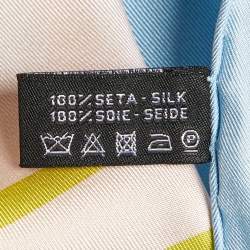 100%SETA - SILK
100%SOIE - SEIDE
P